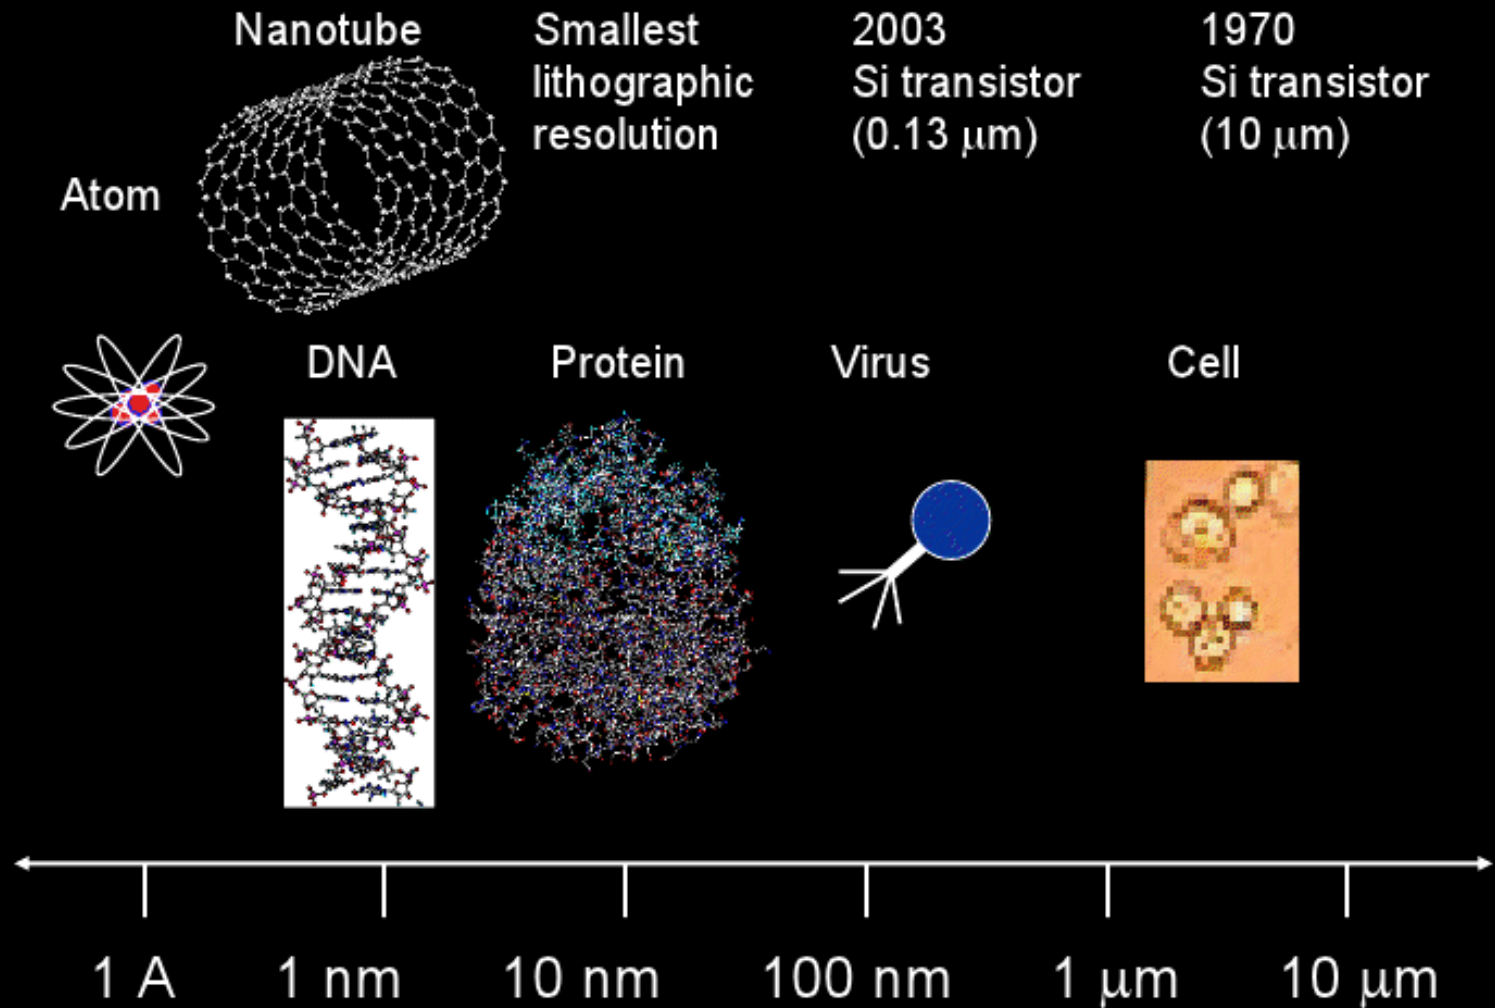 Nanotube
Smallest
lithographic
resolution
2003
Si transistor
(0.13 μm)
1970
Si transistor
(10 μm)
Atom
DNA
Protein
Virus
Cell
1 A
1 nm
10 nm
100 nm
1 μm
10 μm